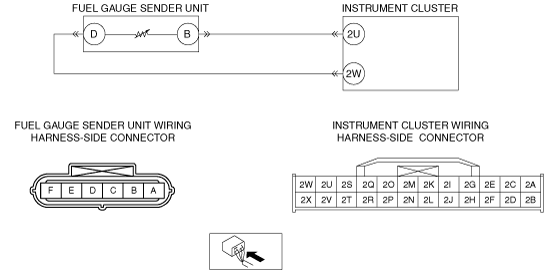 FUEL GAUGE SENDER UNIT
INSTRUMENT CLUSTER
D
B
2U
2W
FUEL GAUGE SENDER UNIT WIRING
HARNESS-SIDE CONNECTOR
INSTRUMENT CLUSTER WIRING
HARNESS-SIDE CONNECTOR
F E D C B A
2W 2U 2S 2Q 2O 2M 2K 2I 2G 2E 2C 2A
2X 2V 2T 2R 2P 2N 2L 2J 2H 2F 2D 2B